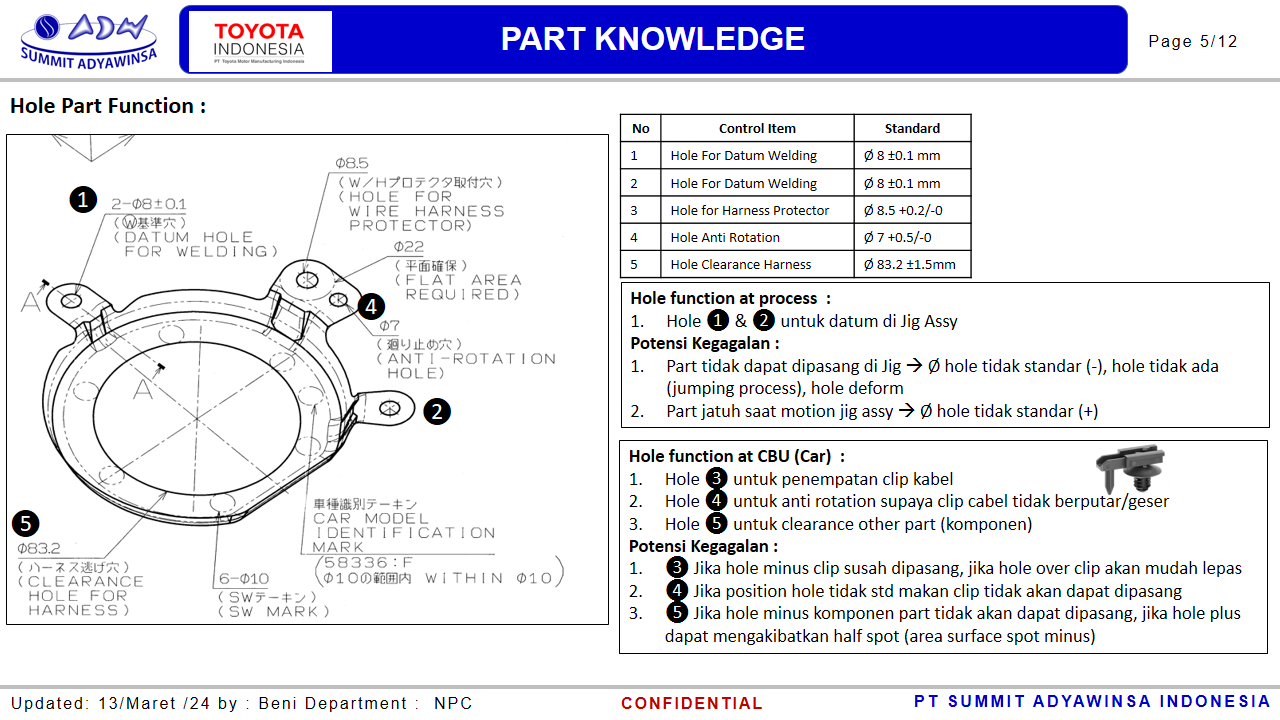 ADW
SUMMIT ADYAWINSA
TOYOTA
INDONESIA
PT. Toyota Motor Manufacturing Indonesia
PART KNOWLEDGE
Page 5/12
Hole Part Function :
1
2-Φ8±0.1
(Ⓦ基準穴)
(DATUM HOLE
FOR WELDING)
Φ8.5
(W/Hプロテクタ取付穴)
(HOLE FOR
WIRE HARNESS
PROTECTOR)
Φ22
(平面確保)
(FLAT AREA
REQUIRED)
4
Φ7
(廻り止め穴)
(ANTI-ROTATION
HOLE)
A
A
2
5
Φ83.2
(ハーネス逃げ穴)
(CLEARANCE
HOLE FOR
HARNESS)
6-Φ10
(SWテーキン)
(SW MARK)
車種識別テーキン
CAR MODEL
IDENTIFICATION
MARK
(58336:F
Φ10の範囲内 WITHIN Φ10)
No Control Item Standard
1 Hole For Datum Welding Ø 8 ±0.1 mm
2 Hole For Datum Welding Ø 8 ±0.1 mm
3 Hole for Harness Protector Ø 8.5 +0.2/-0
4 Hole Anti Rotation Ø 7 +0.5/-0
5 Hole Clearance Harness Ø 83.2 ±1.5mm
Hole function at process :
1. Hole 1 & 2 untuk datum di Jig Assy
Potensi Kegagalan :
1. Part tidak dapat dipasang di Jig → Ø hole tidak standar (-), hole tidak ada
(jumping process), hole deform
2. Part jatuh saat motion jig assy → Ø hole tidak standar (+)
Hole function at CBU (Car) :
1. Hole 3 untuk penempatan clip kabel
2. Hole 4 untuk anti rotation supaya clip cabel tidak berputar/geser
3. Hole 5 untuk clearance other part (komponen)
Potensi Kegagalan :
1. 3 Jika hole minus clip susah dipasang, jika hole over clip akan mudah lepas
2. 4 Jika position hole tidak std makan clip tidak akan dapat dipasang
3. 5 Jika hole minus komponen part tidak akan dapat dipasang, jika hole plus
dapat mengakibatkan half spot (area surface spot minus)
Updated: 13/Maret /24 by : Beni Department : NPC
CONFIDENTIAL
PT SUMMIT ADYAWINSA INDONESIA